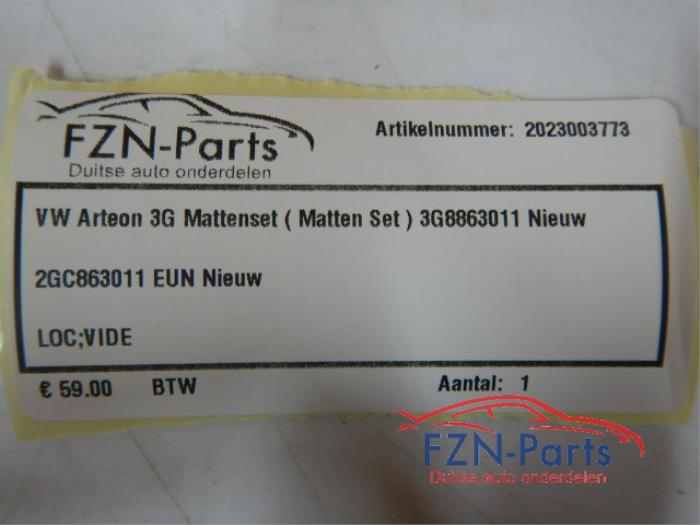 FZN-Parts
Duitse auto onderdelen
Artikelnummer: 2023003773
VW Arteon 3G Mattenset ( Matten Set ) 3G8863011 Nieuw
2GC863011 EUN Nieuw
LOC;VIDE
€ 59.00 BTW Aantal: 1
FZN-Parts
Duitse auto onderdelen